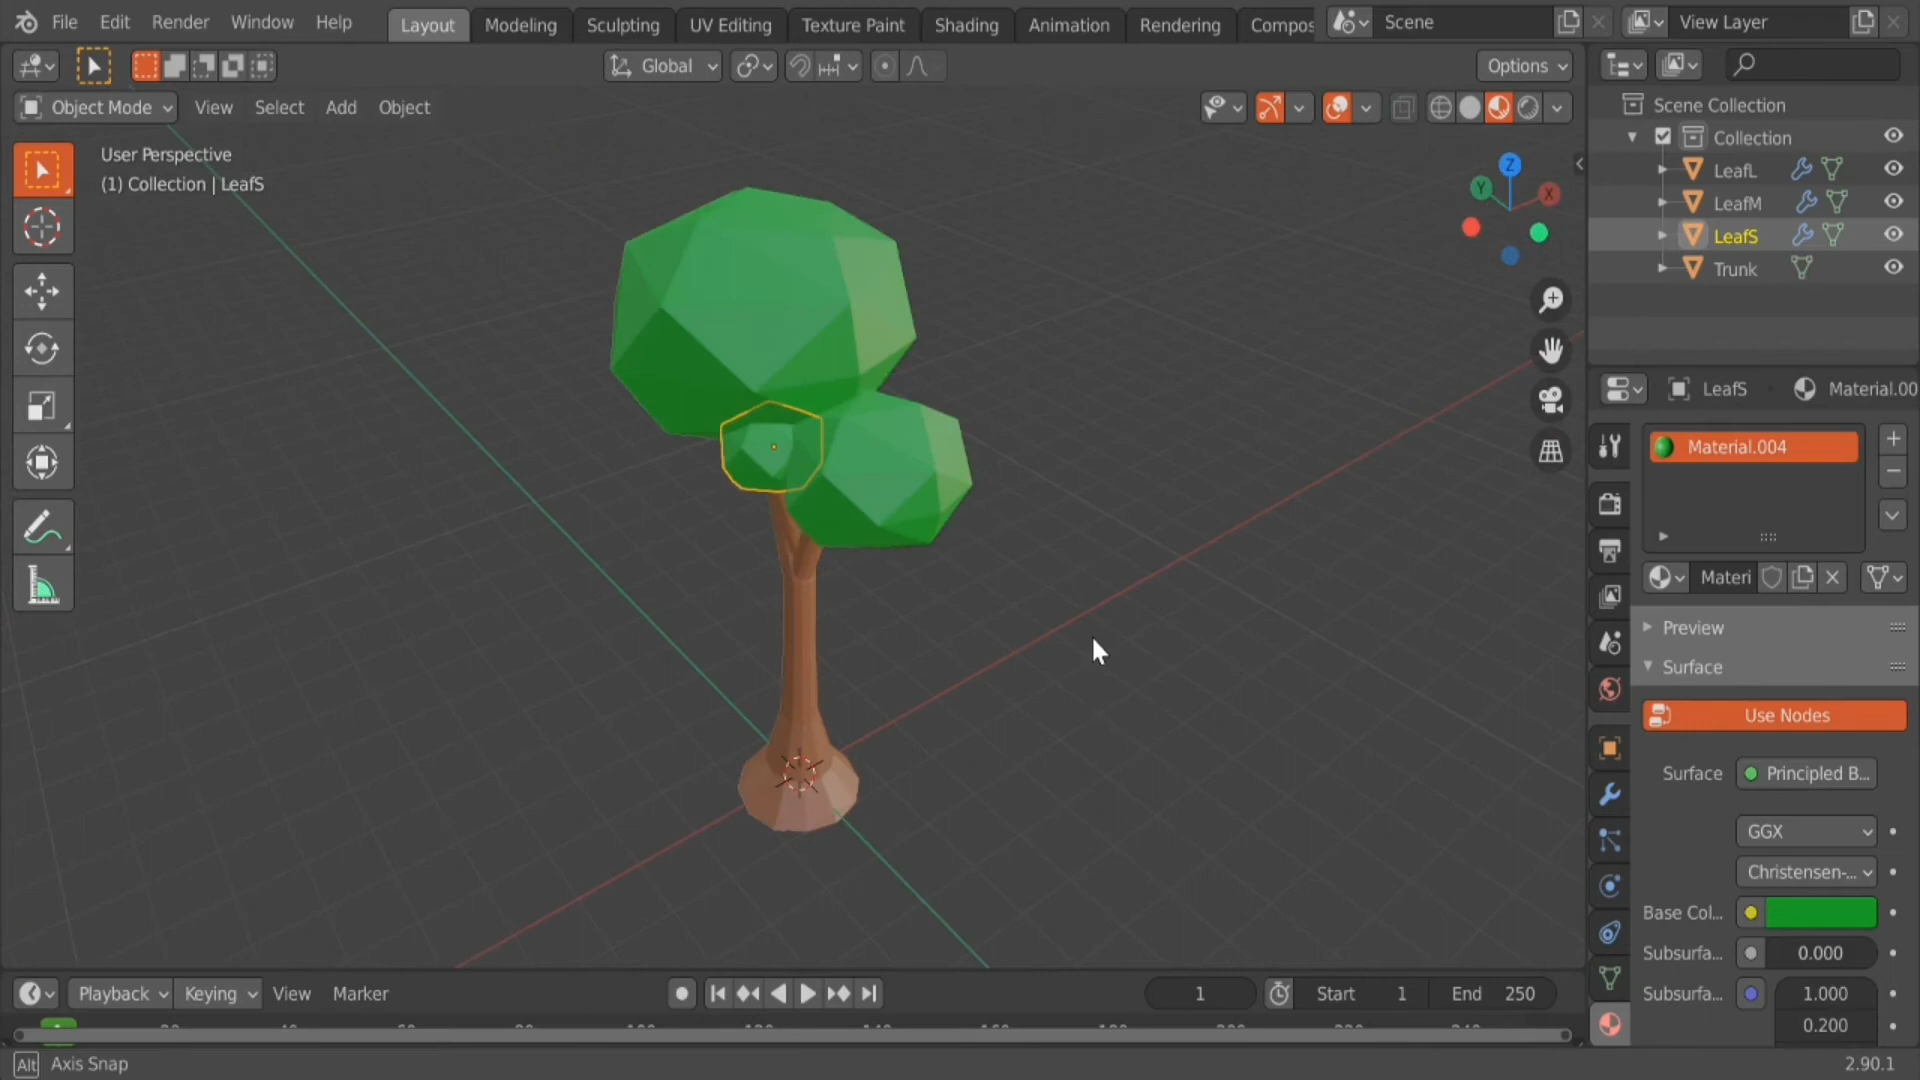 File Edit Render Window Help Layout Modeling Sculpting UV Editing Texture Paint Shading Animation Rendering Compos Scene View Layer
Global Options
Object Mode View Select Add Object
User Perspective
(1) Collection | LeafS
Z
Y
X
Scene Collection
Collection
LeafL
LeafM
LeafS
Trunk
LeafS Material.00
Material.004
Materi
Preview
Surface
Use Nodes
Surface Principled B...
GGX
Christensen-...
Base Col...
Subsurfa... 0.000
Subsurfa... 1.000
0.200
Playback Keying View Marker 1 Start 1 End 250
Alt Axis Snap 2.90.1